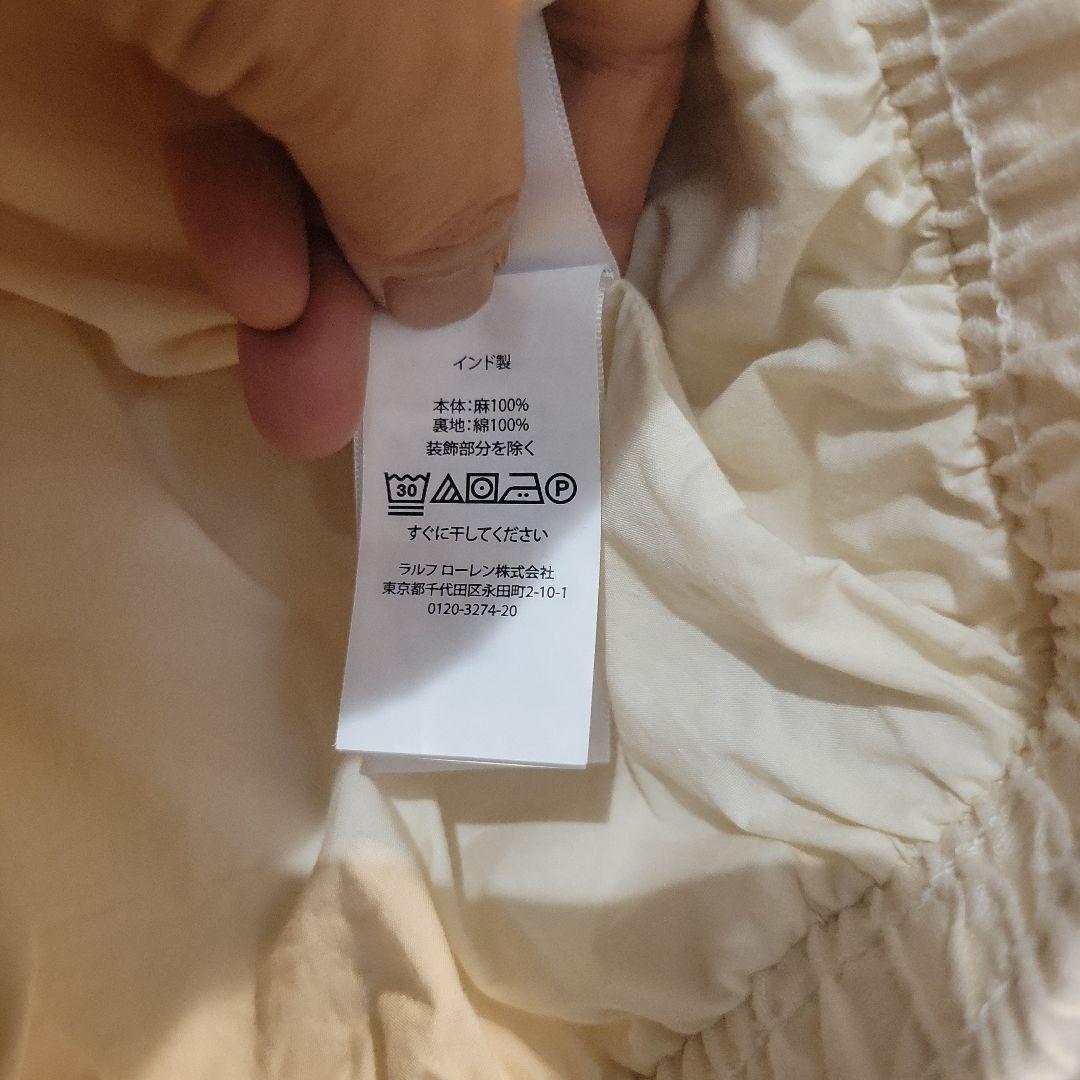 インド製
本体：麻100%
裏地：綿100%
装飾部分を除く
30 P
すぐに干してください
ラルフ ローレン株式会社
東京都千代田区永田町2-10-1
0120-3274-20